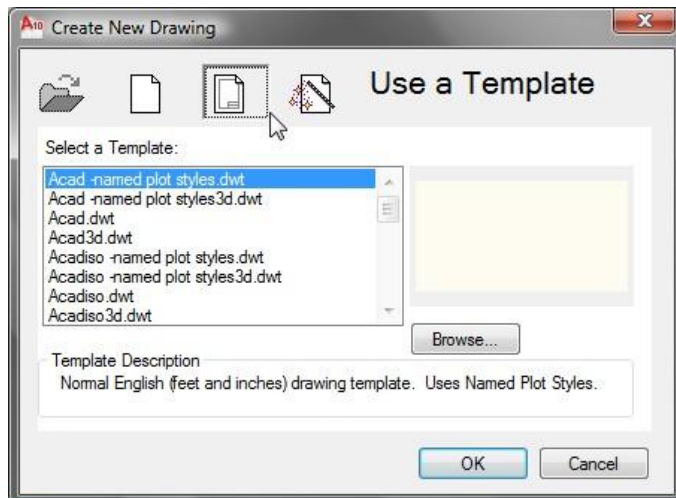 A10 Create New Drawing
Use a Template
Select a Template:
Acad -named plot styles.dwt
Acad -named plot styles3d.dwt
Acad.dwt
Acad3d.dwt
Acadiso -named plot styles.dwt
Acadiso -named plot styles3d.dwt
Acadiso.dwt
Acadiso3d.dwt
Browse...
Template Description
Normal English (feet and inches) drawing template. Uses Named Plot Styles.
OK Cancel